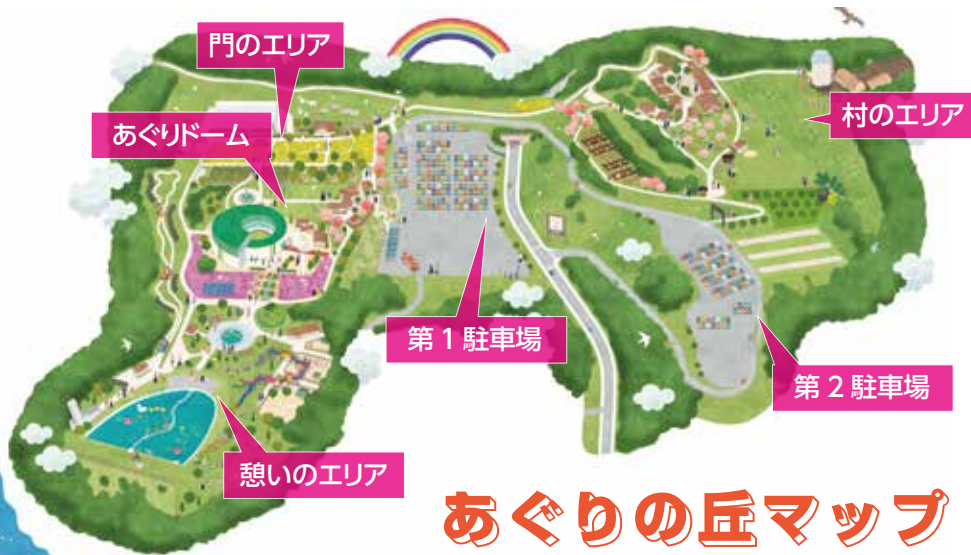 門のエリア
あぐりドーム
村のエリア
第1駐車場
第2駐車場
憩いのエリア
あぐりの丘マップ